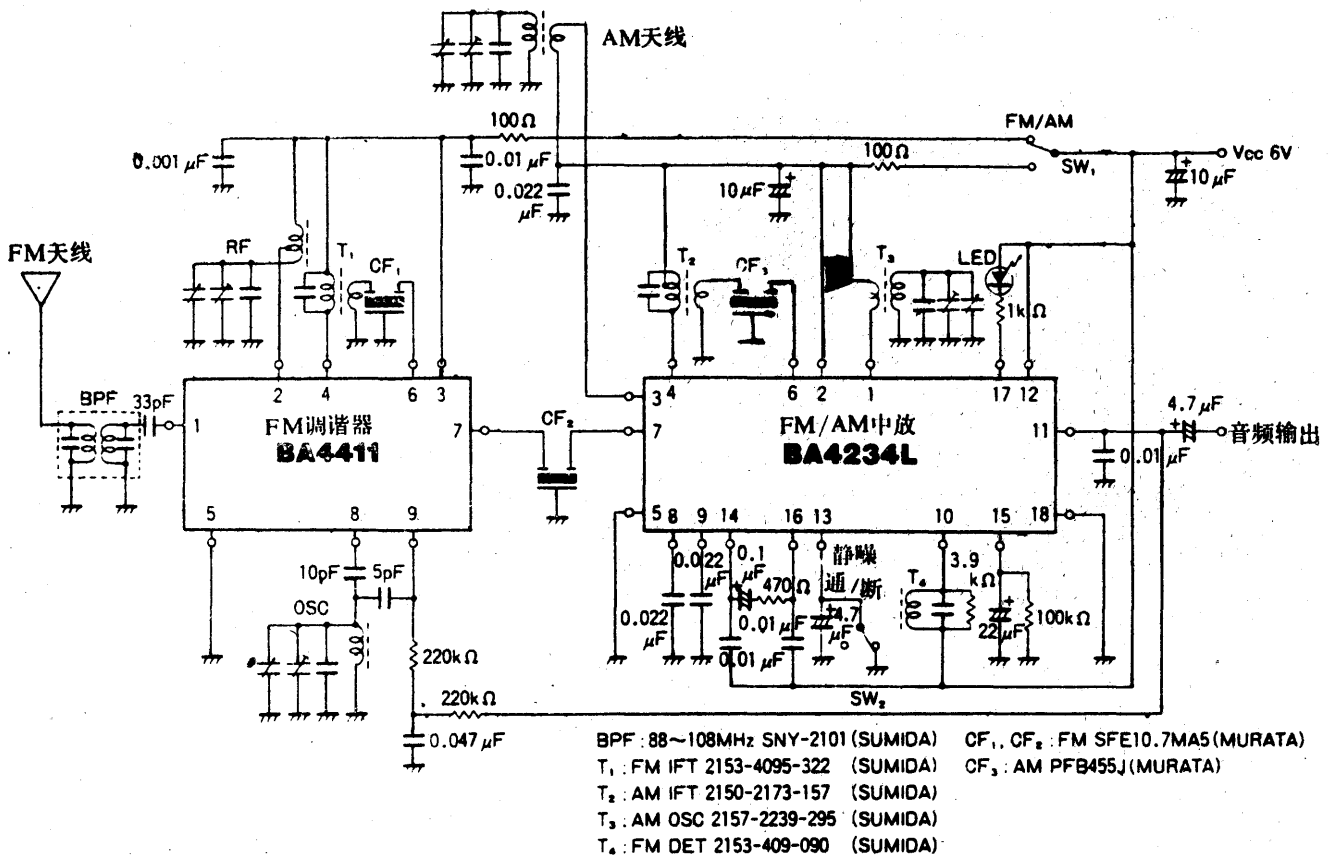 AM天线
100Ω
FM/AM
0.001 μF
0.01 μF
100Ω
Vcc 6V
SW₁
0.022
μF
10μF
10μF
FM天线
RF
T₁
CF₁
T₂
CF₃
T₃
LED
1kΩ
2
4
6
3
4
6
2
1
17
12
BPF
33pF
1
FM调谐器
BA4411
7
CF₂
3
7
FM/AM中放
BA4234L
11
4.7μF
音频输出
0.01 μF
5
8
9
5
8
9
14
16
13
10
15
18
10pF
5pF
0.022
μF
0.1
μF
470Ω
静噪
通/断
3.9
kΩ
T₄
OSC
0.022
μF
0.01 μF
0.01 μF
4.7
μF
22μF
100kΩ
220kΩ
220kΩ
SW₂
0.047 μF
BPF : 88~108MHz SNY-2101 (SUMIDA) CF₁, CF₂ : FM SFE10.7MA5 (MURATA)
T₁ : FM IFT 2153-4095-322 (SUMIDA) CF₃ : AM PFB455J (MURATA)
T₂ : AM IFT 2150-2173-157 (SUMIDA)
T₃ : AM OSC 2157-2239-295 (SUMIDA)
T₄ : FM DET 2153-409-090 (SUMIDA)